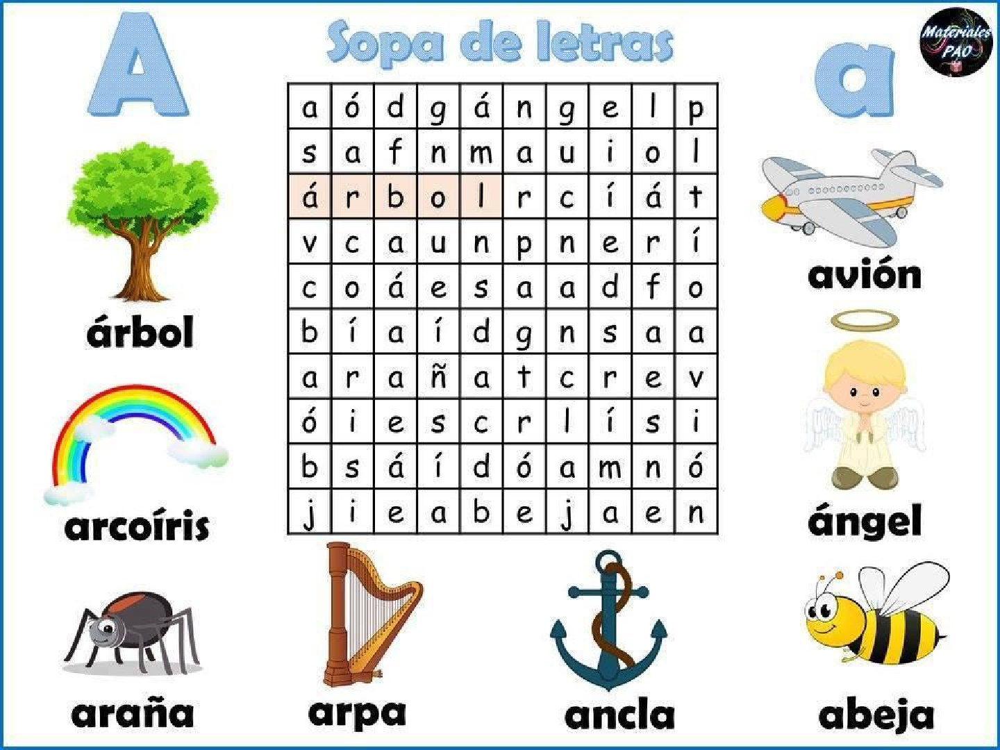 A
Sopa de letras
a
Materiales
PAO
a ó d g á n g e l p
s a f n m a u i o l
á r b o l r c í á t
v c a u n p n e r í
c o á e s a a d f o
b í a í d g n s a a
a r a ñ a t c r e v
ó i e s c r l í s i
b s á í d ó a m n ó
j i e a b e j a e n
árbol
avión
arcoíris
ángel
araña
arpa
ancla
abeja